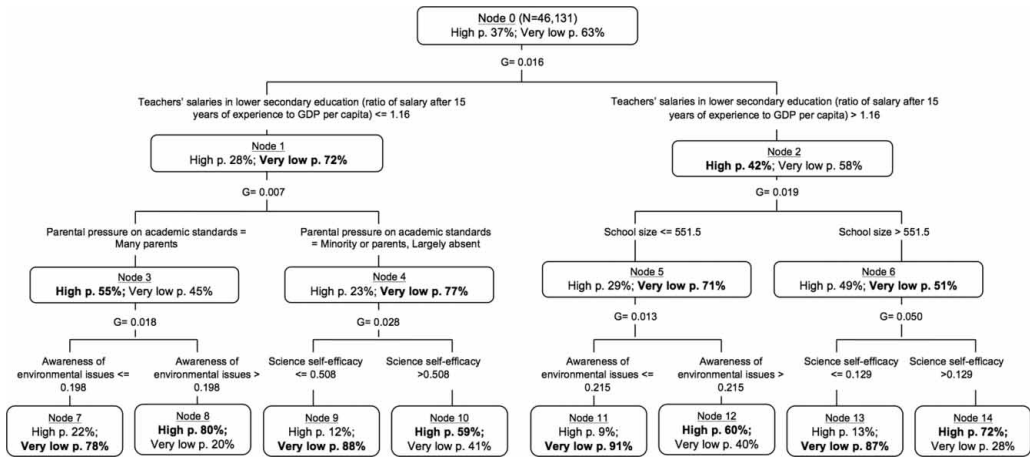 Node 0 (N=46,131)
High p. 37%; Very low p. 63%
G= 0.016
Teachers' salaries in lower secondary education (ratio of salary after 15
years of experience to GDP per capita) <= 1.16
Teachers' salaries in lower secondary education (ratio of salary after 15
years of experience to GDP per capita) > 1.16
Node 1
High p. 28%; Very low p. 72%
Node 2
High p. 42%; Very low p. 58%
G= 0.007
G= 0.019
Parental pressure on academic standards =
Many parents
Parental pressure on academic standards
= Minority or parents, Largely absent
School size <= 551.5
School size > 551.5
Node 3
High p. 55%; Very low p. 45%
Node 4
High p. 23%; Very low p. 77%
Node 5
High p. 29%; Very low p. 71%
Node 6
High p. 49%; Very low p. 51%
G= 0.018
G= 0.028
G= 0.013
G= 0.050
Awareness of
environmental issues <=
0.198
Awareness of
environmental issues >
0.198
Science self-efficacy
<= 0.508
Science self-efficacy
>0.508
Awareness of
environmental issues <=
0.215
Awareness of
environmental issues >
0.215
Science self-efficacy
<= 0.129
Science self-efficacy
>0.129
Node 7
High p. 22%;
Very low p. 78%
Node 8
High p. 80%;
Very low p. 20%
Node 9
High p. 12%;
Very low p. 88%
Node 10
High p. 59%;
Very low p. 41%
Node 11
High p. 9%;
Very low p. 91%
Node 12
High p. 60%;
Very low p. 40%
Node 13
High p. 13%;
Very low p. 87%
Node 14
High p. 72%;
Very low p. 28%